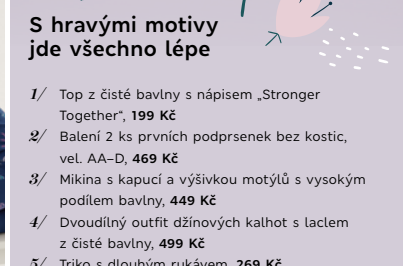 S hravými motivy
jde všechno lépe
1/ Top z čisté bavlny s nápisem „Stronger
Together“, 199 Kč
2/ Balení 2 ks prvních podprsenek bez kostic,
vel. AA–D, 469 Kč
3/ Mikina s kapucí a výšivkou motýlů s vysokým
podílem bavlny, 449 Kč
4/ Dvoudílný outfit džínových kalhot s laclem
z čisté bavlny, 499 Kč
5/ Triko s dlouhým rukávem, 269 Kč